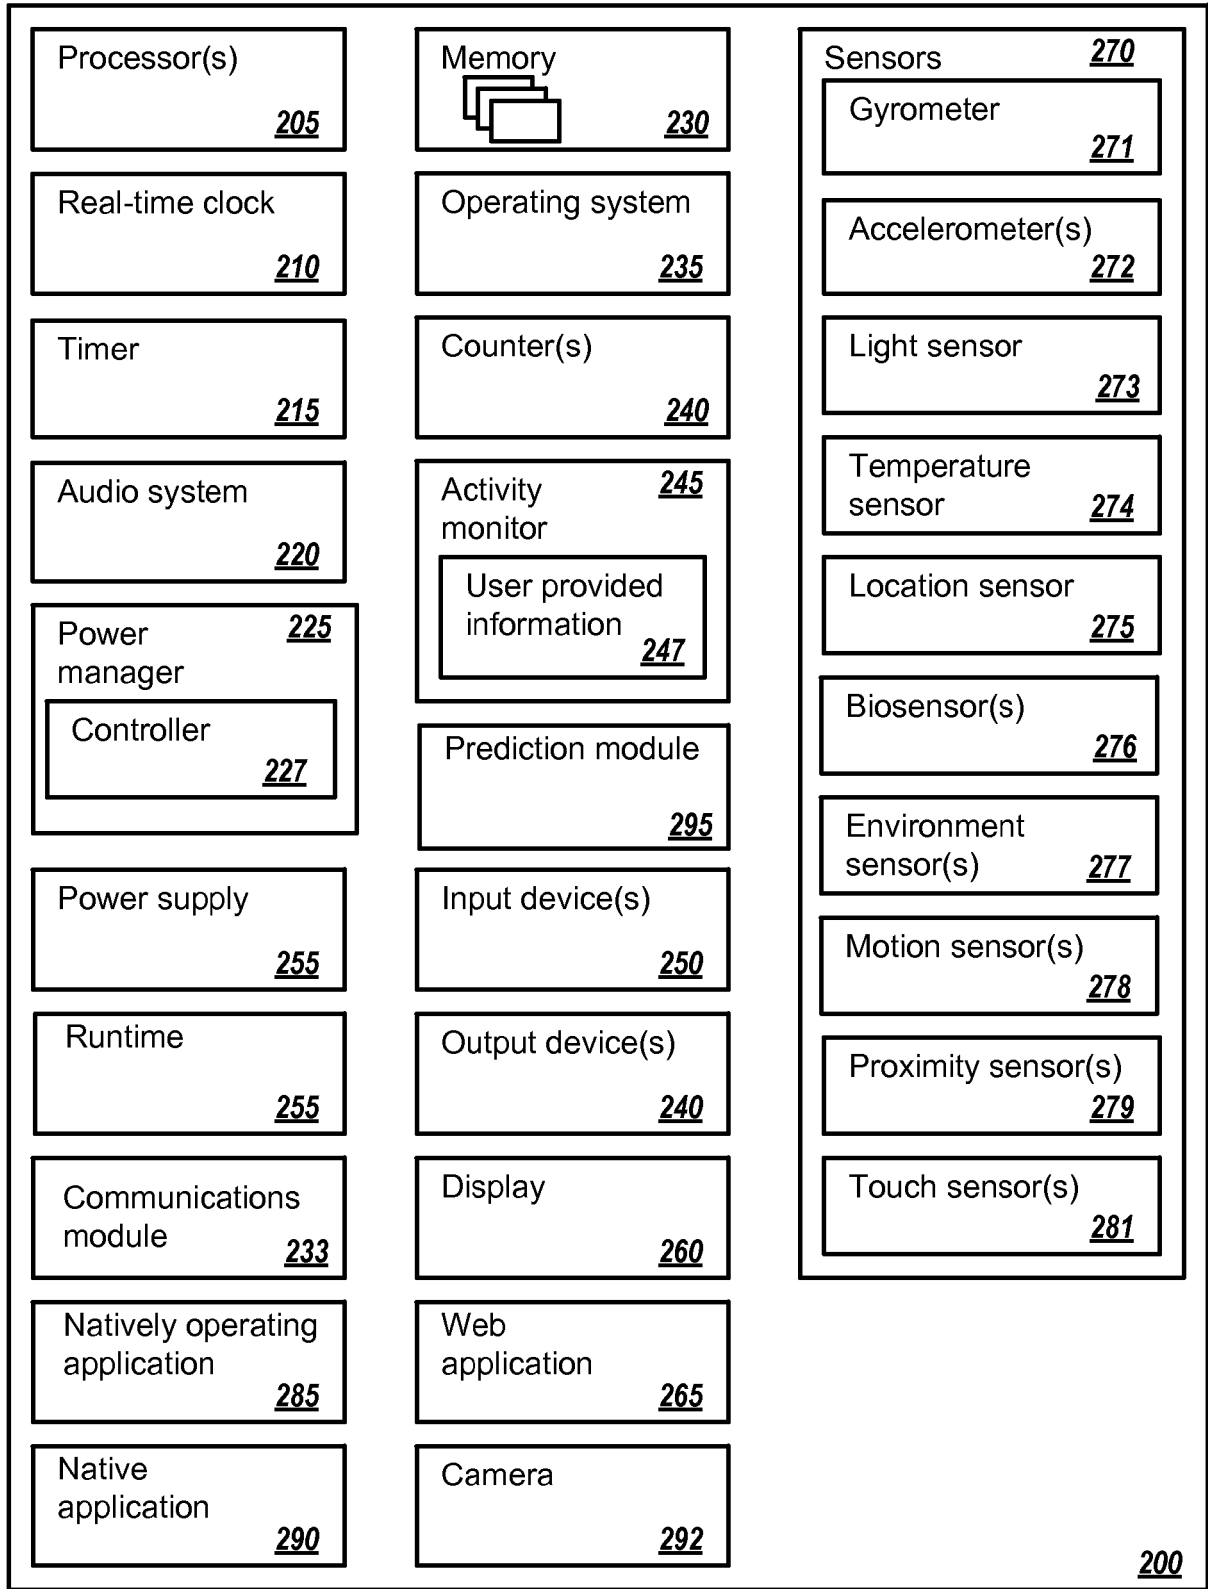 Processor(s)
205
Real-time clock
210
Timer
215
Audio system
220
Power
manager
225
Controller
227
Power supply
255
Runtime
255
Communications
module
233
Natively operating
application
285
Native
application
290
Memory
230
Operating system
235
Counter(s)
240
Activity
monitor
245
User provided
information
247
Prediction module
295
Input device(s)
250
Output device(s)
240
Display
260
Web
application
265
Camera
292
Sensors
270
Gyrometer
271
Accelerometer(s)
272
Light sensor
273
Temperature
sensor
274
Location sensor
275
Biosensor(s)
276
Environment
sensor(s)
277
Motion sensor(s)
278
Proximity sensor(s)
279
Touch sensor(s)
281
200